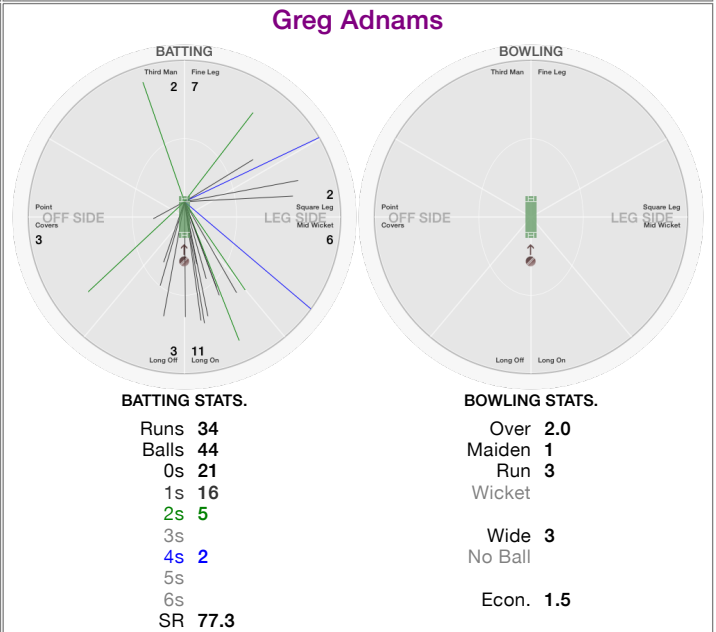 Greg Adnams
BATTING
Third Man Fine Leg
2 7
2
Point Square Leg
OFF SIDE LEG SIDE
Covers Mid Wicket
3 6
3 11
Long Off Long On
BOWLING
Third Man Fine Leg
Point Square Leg
OFF SIDE LEG SIDE
Covers Mid Wicket
Long Off Long On
BATTING STATS.
Runs 34
Balls 44
0s 21
1s 16
2s 5
3s
4s 2
5s
6s
SR 77.3
BOWLING STATS.
Over 2.0
Maiden 1
Run 3
Wicket
Wide 3
No Ball
Econ. 1.5